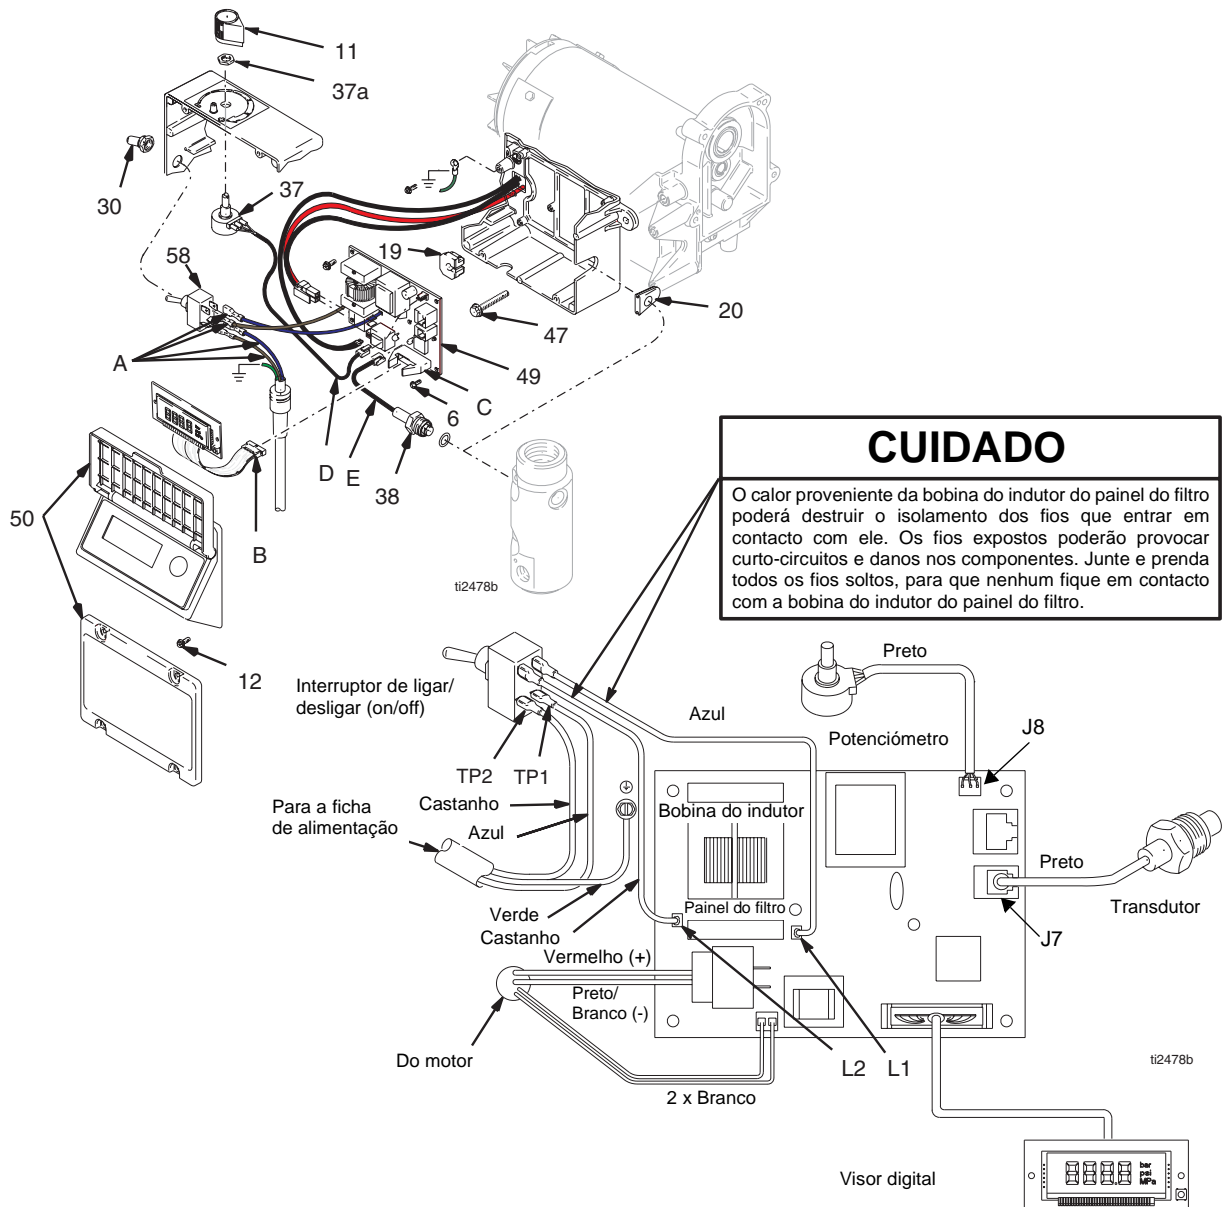 11
37a
30
37
58
19
20
47
A
49
C
6
D
E
38
50
B
12
ti2478b
CUIDADO
O calor proveniente da bobina do indutor do painel do filtro
poderá destruir o isolamento dos fios que entrar em
contacto com ele. Os fios expostos poderão provocar
curto-circuitos e danos nos componentes. Junte e prenda
todos os fios soltos, para que nenhum fique em contacto
com a bobina do indutor do painel do filtro.
Interruptor de ligar/
desligar (on/off)
Preto
Azul
Potenciómetro
J8
TP2
TP1
Castanho
Para a ficha
de alimentação
Azul
Bobina do indutor
Preto
Transdutor
Painel do filtro
J7
Verde
Castanho
Vermelho (+)
Preto/
Branco (-)
Do motor
L2
L1
2 x Branco
ti2478b
Visor digital
bar
psi
MPa